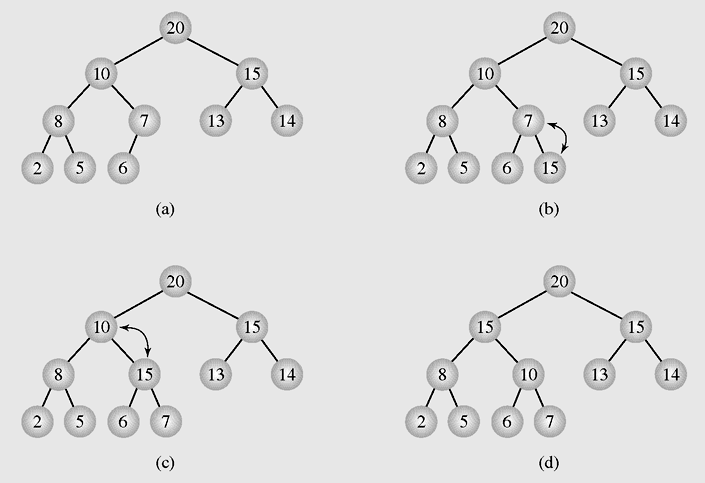 20 20
10 15 10 15
8 7 13 14 8 7 13 14
2 5 6 2 5 6 15
(a) (b)
20 20
10 15 15 15
8 15 13 14 8 10 13 14
2 5 6 7 2 5 6 7
(c) (d)